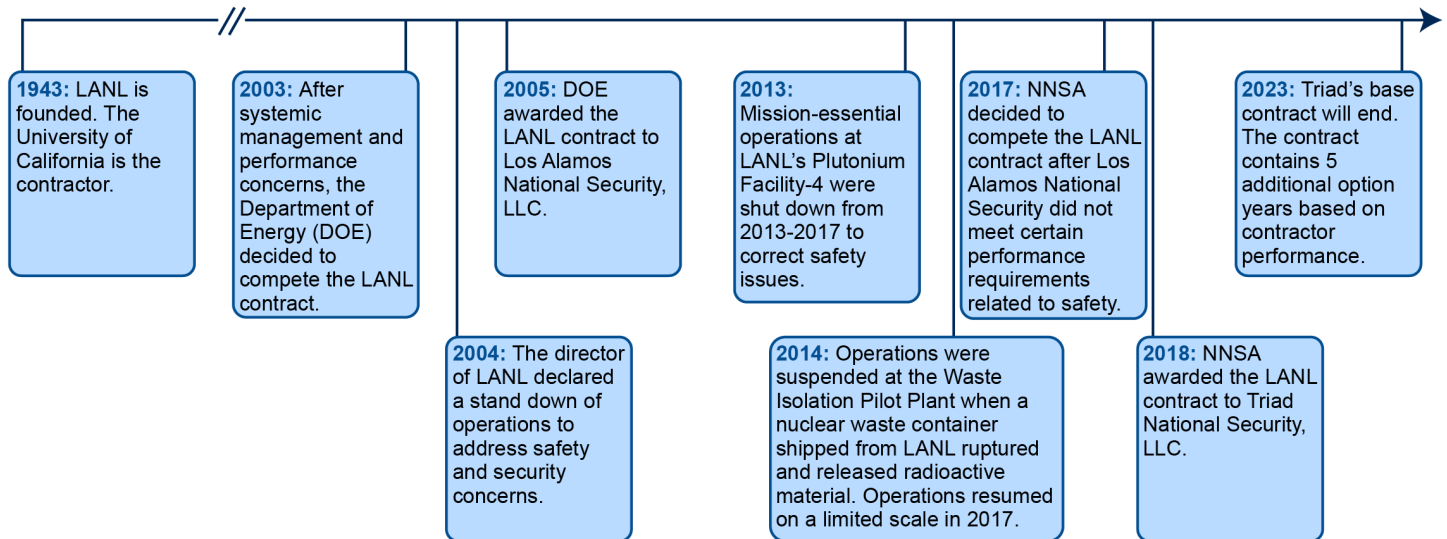 1943: LANL is
founded. The
University of
California is the
contractor.
2003: After
systemic
management and
performance
concerns, the
Department of
Energy (DOE)
decided to
compete the LANL
contract.
2004: The director
of LANL declared
a stand down of
operations to
address safety
and security
concerns.
2005: DOE
awarded the
LANL contract to
Los Alamos
National Security,
LLC.
2013:
Mission-essential
operations at
LANL's Plutonium
Facility-4 were
shut down from
2013-2017 to
correct safety
issues.
2014: Operations were
suspended at the Waste
Isolation Pilot Plant when a
nuclear waste container
shipped from LANL ruptured
and released radioactive
material. Operations resumed
on a limited scale in 2017.
2017: NNSA
decided to
compete the LANL
contract after Los
Alamos National
Security did not
meet certain
performance
requirements
related to safety.
2018: NNSA
awarded the LANL
contract to Triad
National Security,
LLC.
2023: Triad's base
contract will end.
The contract
contains 5
additional option
years based on
contractor
performance.